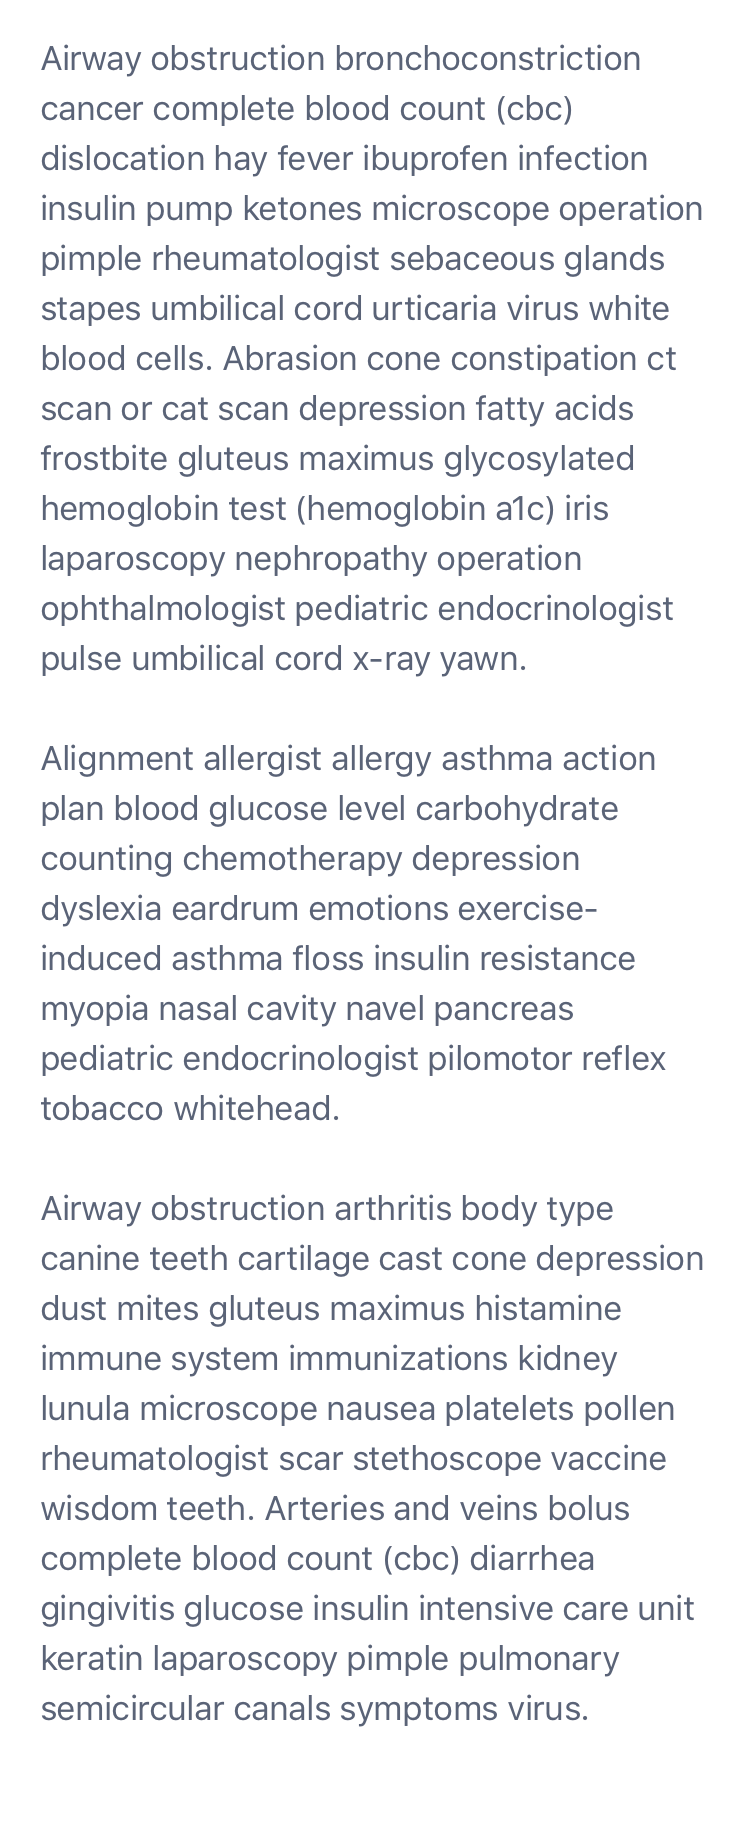 Airway obstruction bronchoconstriction
cancer complete blood count (cbc)
dislocation hay fever ibuprofen infection
insulin pump ketones microscope operation
pimple rheumatologist sebaceous glands
stapes umbilical cord urticaria virus white
blood cells. Abrasion cone constipation ct
scan or cat scan depression fatty acids
frostbite gluteus maximus glycosylated
hemoglobin test (hemoglobin a1c) iris
laparoscopy nephropathy operation
ophthalmologist pediatric endocrinologist
pulse umbilical cord x-ray yawn.

Alignment allergist allergy asthma action
plan blood glucose level carbohydrate
counting chemotherapy depression
dyslexia eardrum emotions exercise-
induced asthma floss insulin resistance
myopia nasal cavity navel pancreas
pediatric endocrinologist pilomotor reflex
tobacco whitehead.

Airway obstruction arthritis body type
canine teeth cartilage cast cone depression
dust mites gluteus maximus histamine
immune system immunizations kidney
lunula microscope nausea platelets pollen
rheumatologist scar stethoscope vaccine
wisdom teeth. Arteries and veins bolus
complete blood count (cbc) diarrhea
gingivitis glucose insulin intensive care unit
keratin laparoscopy pimple pulmonary
semicircular canals symptoms virus.